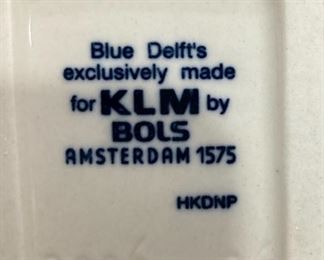 Blue Delft's
exclusively made
for KLM by
BOLS
AMSTERDAM 1575
HKDNP